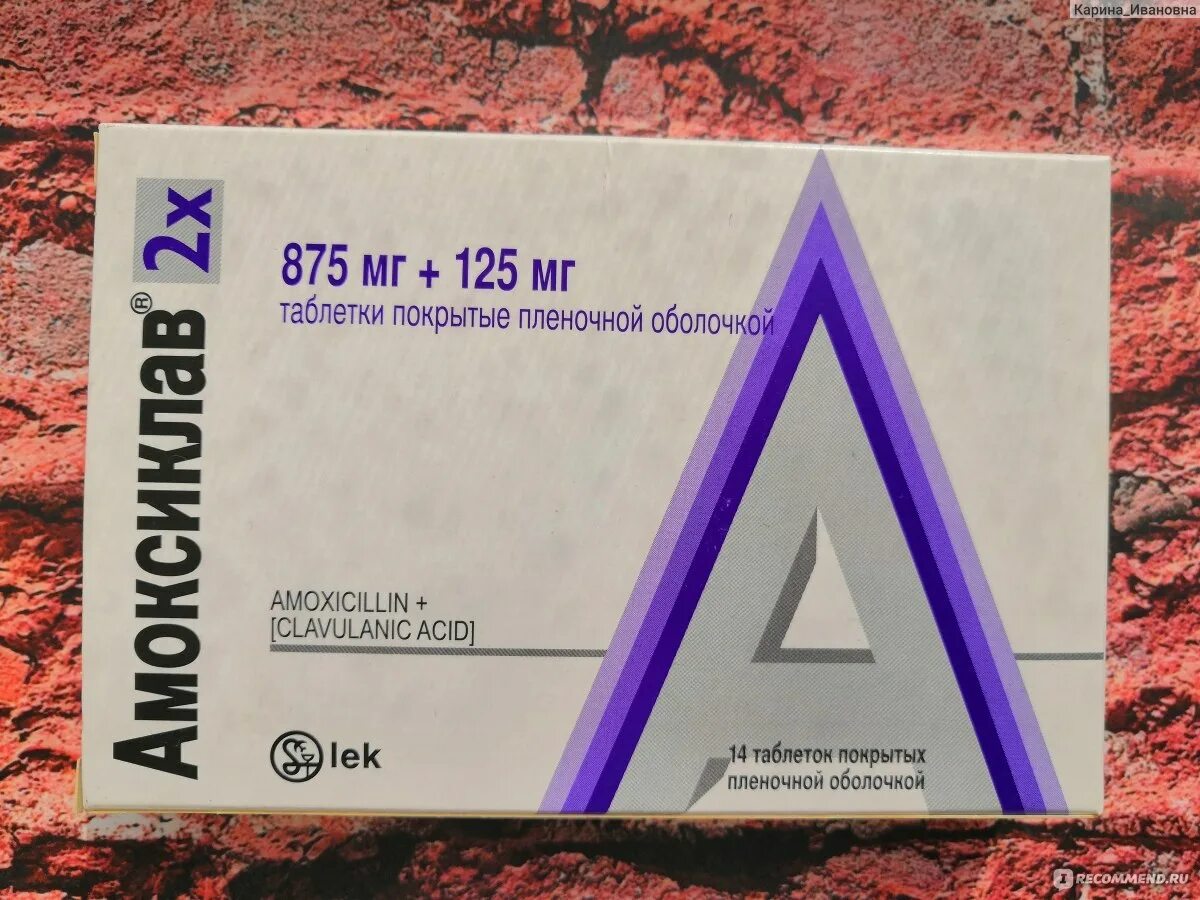 Карина_Ивановна
Амоксиклав® 2x
875 мг + 125 мг
таблетки покрытые пленочной оболочкой
AMOXICILLIN +
[CLAVULANIC ACID]
lek
14 таблеток покрытых
пленочной оболочкой
IRECOMMEND.RU